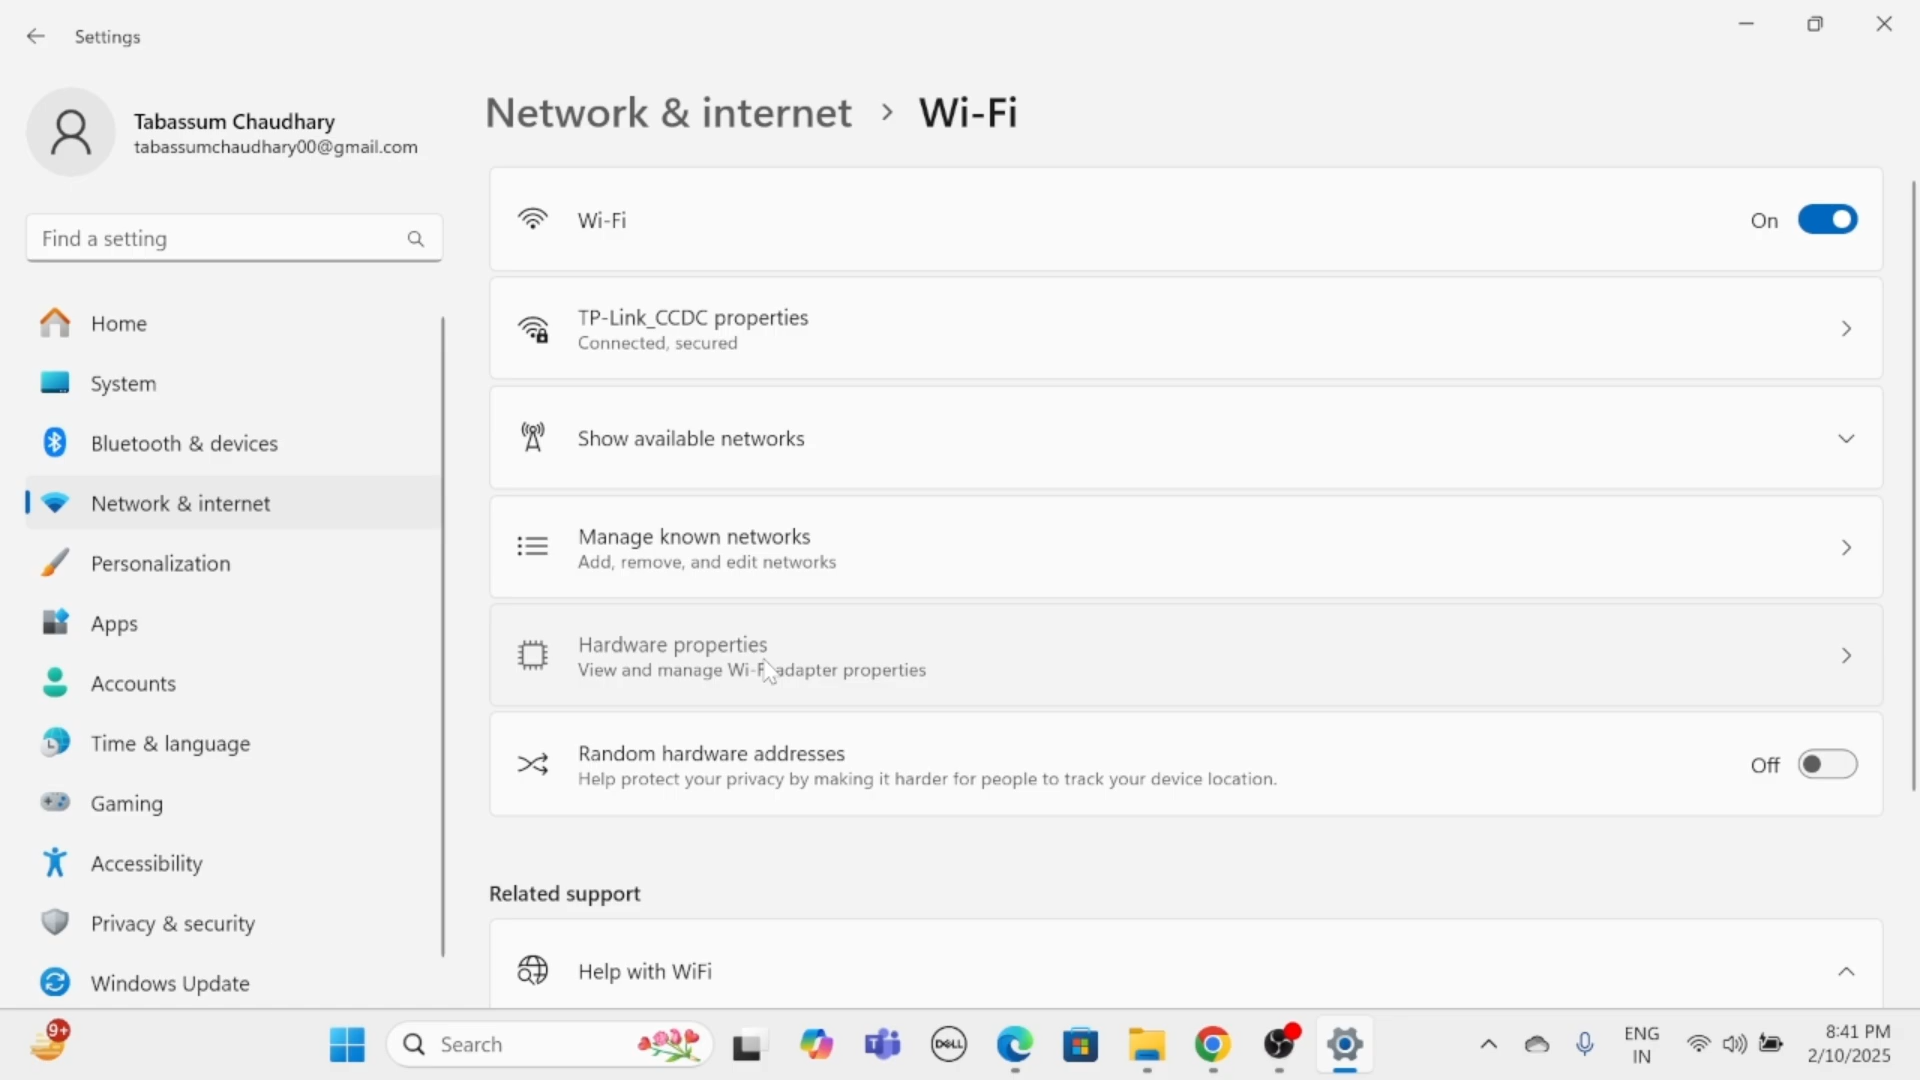 Settings
Tabassum Chaudhary
tabassumchaudhary00@gmail.com
Find a setting
Home
System
Bluetooth & devices
Network & internet
Personalization
Apps
Accounts
Time & language
Gaming
Accessibility
Privacy & security
Windows Update
Network & internet > Wi-Fi
Wi-Fi
On
TP-Link_CCDC properties
Connected, secured
Show available networks
Manage known networks
Add, remove, and edit networks
Hardware properties
View and manage Wi-Fi adapter properties
Random hardware addresses
Help protect your privacy by making it harder for people to track your device location.
Off
Related support
Help with WiFi
9+
Search
DELL
ENG
IN
8:41 PM
2/10/2025